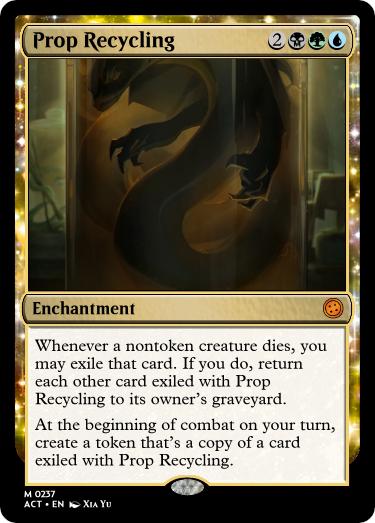 Prop Recycling 2
Enchantment
Whenever a nontoken creature dies, you
may exile that card. If you do, return
each other card exiled with Prop
Recycling to its owner's graveyard.
At the beginning of combat on your turn,
create a token that's a copy of a card
exiled with Prop Recycling.
M 0237
ACT • EN Xia Yu